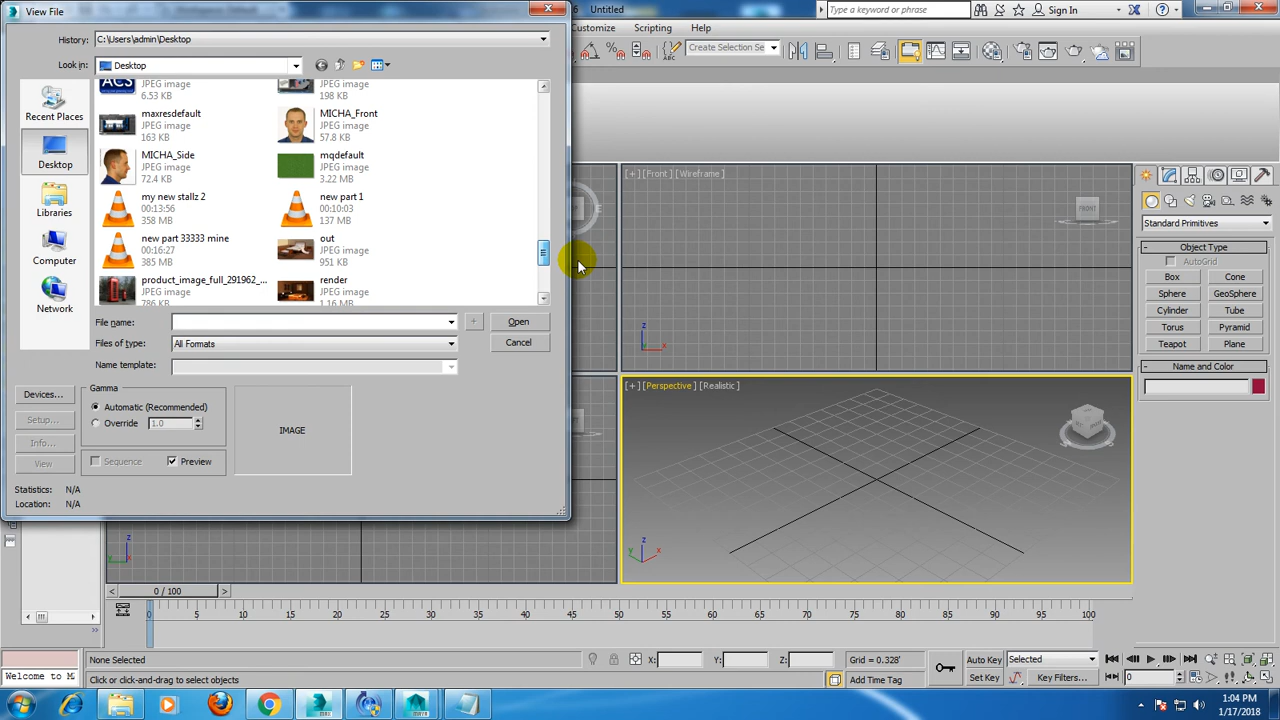 View File
6 Untitled
Type a keyword or phrase
Sign In
Customize Scripting Help
Create Selection Se
History: C:\Users\admin\Desktop
Look in: Desktop
Recent Places
Desktop
Libraries
Computer
Network
ACS
JPEG image
6.53 KB
JPEG image
198 KB
maxresdefault
JPEG image
163 KB
MICHA_Front
JPEG image
57.8 KB
MICHA_Side
JPEG image
72.4 KB
mqdefault
JPEG image
3.22 MB
my new stallz 2
00:13:56
358 MB
new part 1
00:10:03
137 MB
new part 33333 mine
00:16:27
385 MB
out
JPEG image
951 KB
product_image_full_291962_...
JPEG image
786 KB
render
JPEG image
1.16 MB
File name:
Open
Files of type: All Formats
Cancel
Name template:
Devices...
Setup...
Info...
View
Gamma
Automatic (Recommended)
Override 1.0
Sequence Preview
IMAGE
Statistics: N/A
Location: N/A
[+] [Front] [Wireframe]
FRONT
E
z
x
[+] [Perspective] [Realistic]
z
y
x
z
y
Standard Primitives
Object Type
AutoGrid
Box Cone
Sphere GeoSphere
Cylinder Tube
Torus Pyramid
Teapot Plane
Name and Color
< 0 / 100 >
0 5 10 15 20 25 30 35 40 45 50 55 60 65 70 75 80 85 90 95 100
None Selected
X: Y: Z: Grid = 0.328'
Auto Key Selected
Welcome to M
Click or click-and-drag to select objects
Add Time Tag
Set Key Key Filters... 0
MAX
MAYA
1:04 PM
1/17/2018